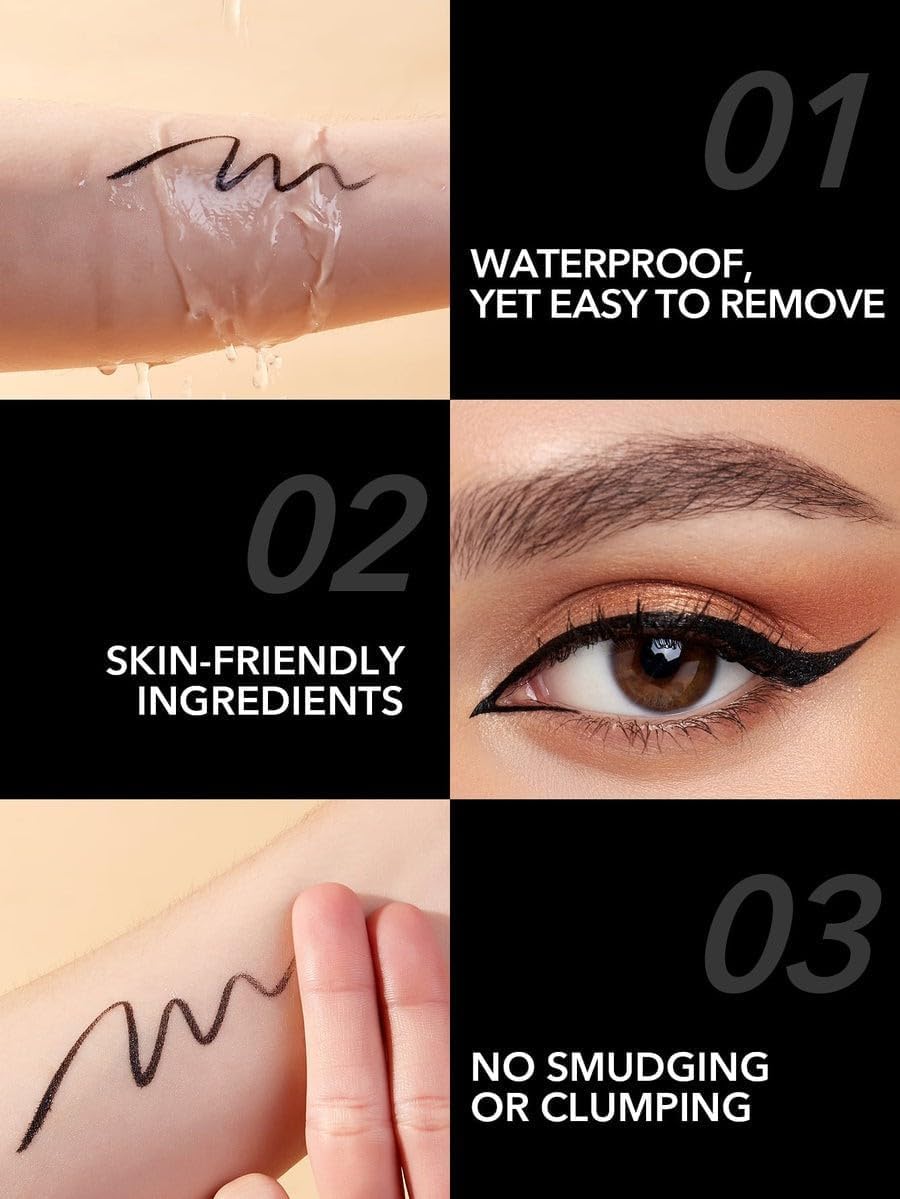 01
WATERPROOF,
YET EASY TO REMOVE
02
SKIN-FRIENDLY
INGREDIENTS
03
NO SMUDGING
OR CLUMPING